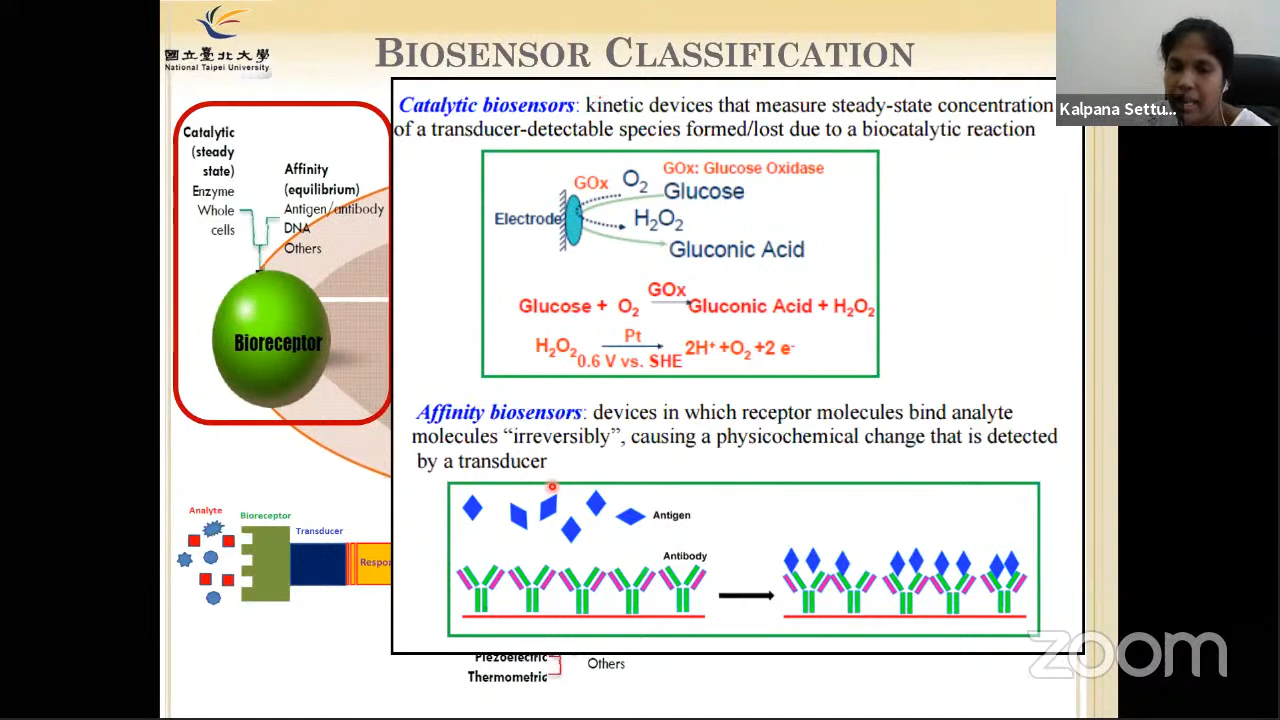 國立臺北大學
National Taipei University
BIOSENSOR CLASSIFICATION
Kalpana Settu...
Catalytic
(steady
state)
Enzyme
Whole
cells
Affinity
(equilibrium)
Antigen/antibody
DNA
Others
Bioreceptor
Catalytic biosensors: kinetic devices that measure steady-state concentration
of a transducer-detectable species formed/lost due to a biocatalytic reaction
GOx: Glucose Oxidase
GOx O₂ Glucose
Electrode H₂O₂
Gluconic Acid
GOx
Glucose + O₂ Gluconic Acid + H₂O₂
Pt
H₂O₂ 2H⁺ +O₂ +2 e⁻
0.6 V vs. SHE
Affinity biosensors: devices in which receptor molecules bind analyte
molecules “irreversibly”, causing a physicochemical change that is detected
by a transducer
Antigen
Antibody
Analyte
Bioreceptor
Transducer
Respo
Piezoelectric
Thermometric
Others
zoom